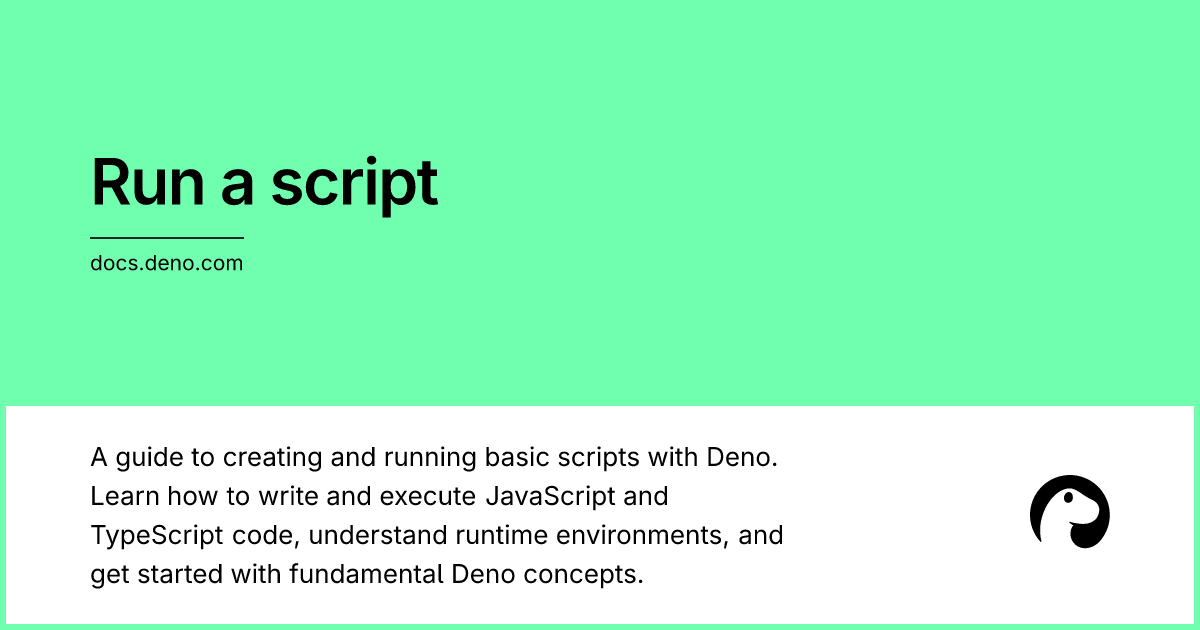 Run a script
docs.deno.com
A guide to creating and running basic scripts with Deno.
Learn how to write and execute JavaScript and
TypeScript code, understand runtime environments, and
get started with fundamental Deno concepts.